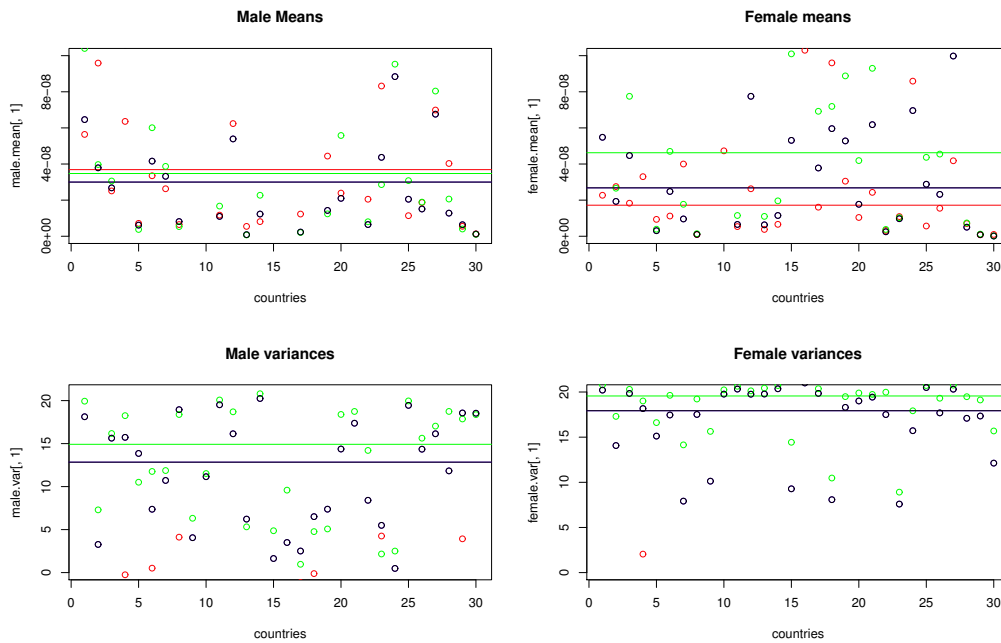 Male Means
male.mean[, 1]
0e+00 4e-08 8e-08
0 5 10 15 20 25 30
countries
Female means
female.mean[, 1]
0e+00 4e-08 8e-08
0 5 10 15 20 25 30
countries
Male variances
male.var[, 1]
0 5 10 15 20
0 5 10 15 20 25 30
countries
Female variances
female.var[, 1]
0 5 10 15 20
0 5 10 15 20 25 30
countries